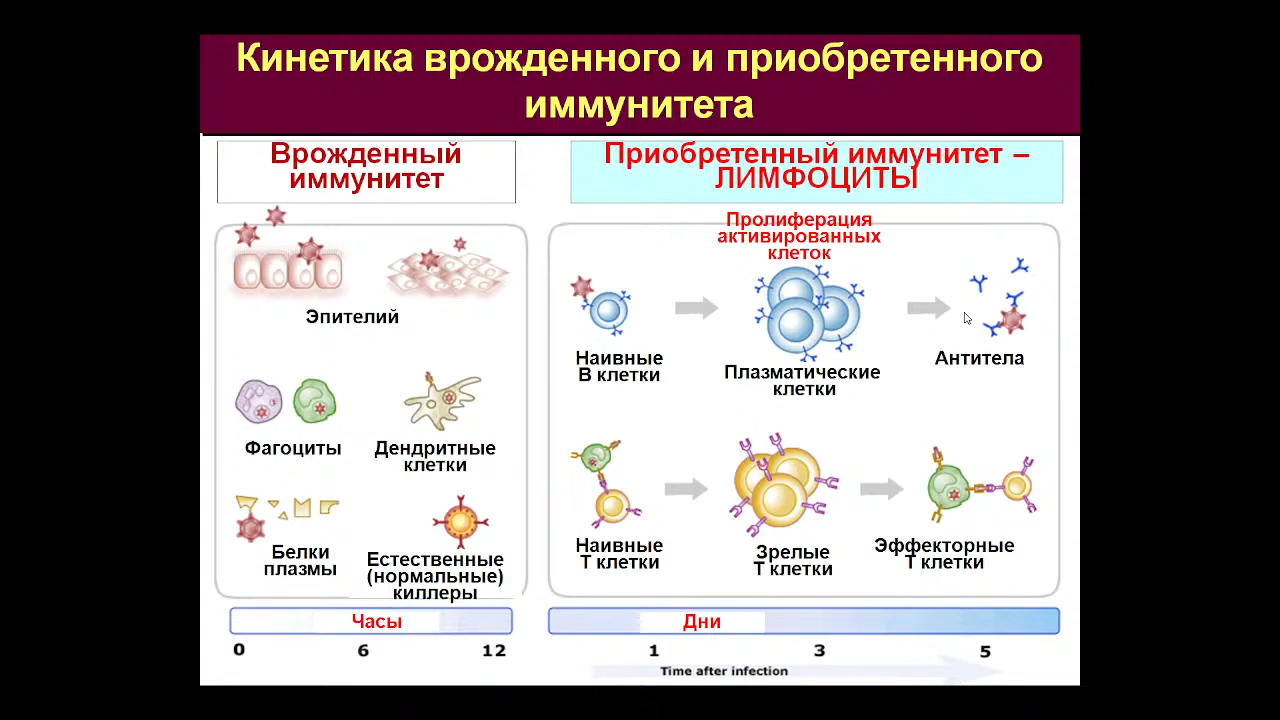 Кинетика врожденного и приобретенного
иммунитета
Врожденный
иммунитет
Приобретенный иммунитет –
ЛИМФОЦИТЫ
Эпителий
Фагоциты
Дендритные
клетки
Белки
плазмы
Естественные
(нормальные)
киллеры
Пролиферация
активированных
клеток
Наивные
В клетки
Плазматические
клетки
Антитела
Наивные
Т клетки
Зрелые
Т клетки
Эффекторные
Т клетки
Часы
Дни
0 6 12
1 3 5
Time after infection